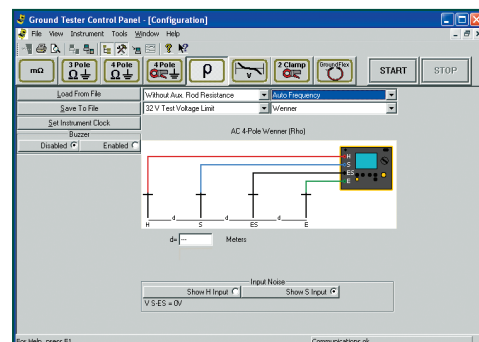 Ground Tester Control Panel - [Configuration]
File View Instrument Tools Window Help
mΩ
3 Pole Ω
4 Pole Ω
4 Pole
ρ
V
2 Clamp
GroundFlex
START
STOP
Load From File
Without Aux. Rod Resistance
Auto Frequency
Save To File
32 V Test Voltage Limit
Wenner
Set Instrument Clock
Buzzer
Disabled Enabled
AC 4-Pole Wenner (Rho)
H
S
ES
E
d d d
H S ES E
d= --- Meters
Input Noise
Show H Input Show S Input
V S-ES = 0V
For Help, press F1
Communications ok